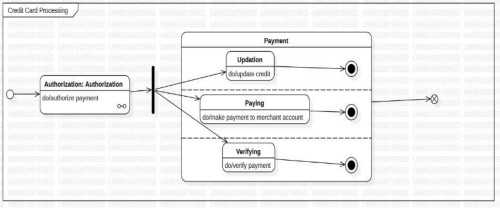 Credit Card Processing
Payment
Updation
do/update credit
Authorization: Authorization
do/authorize payment
Paying
do/make payment to merchant account
Verifying
do/verify payment